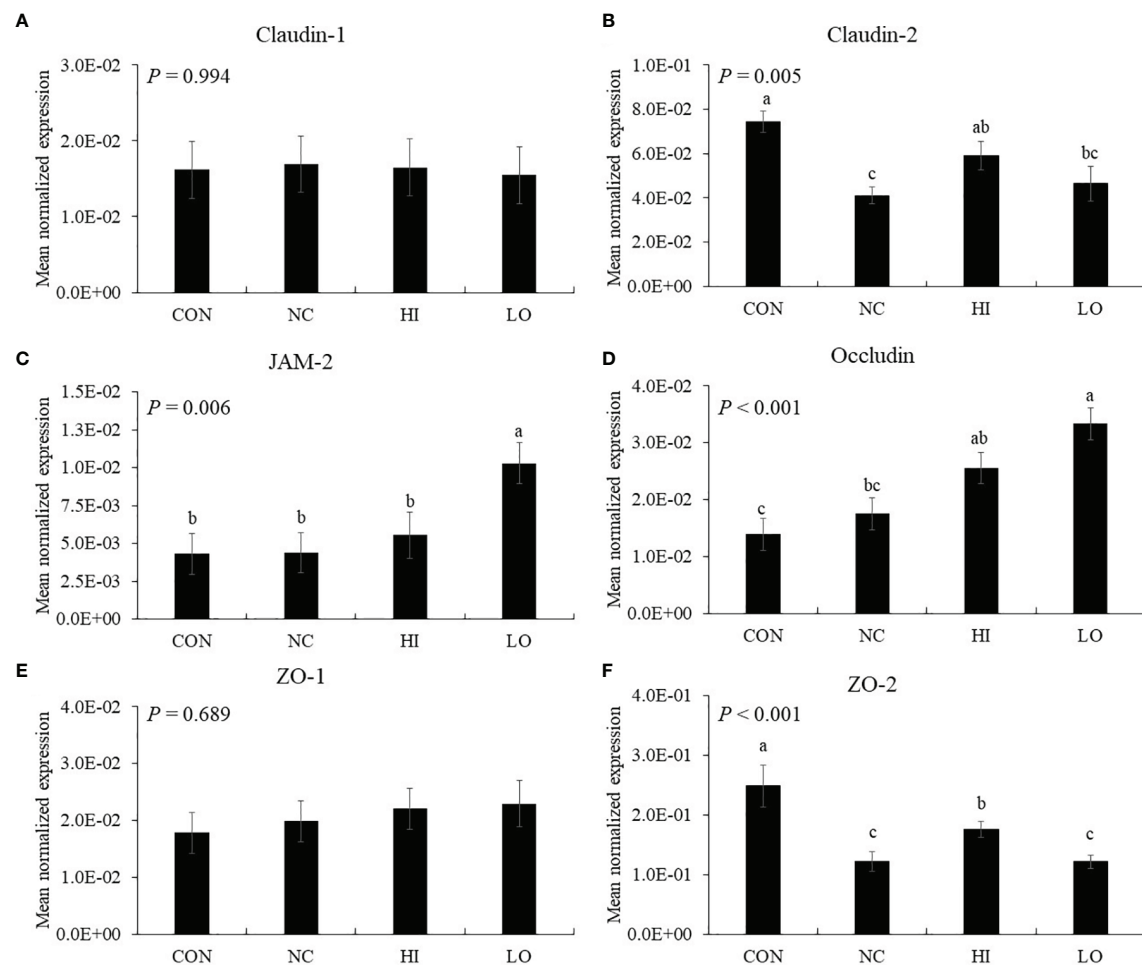 A
Claudin-1
Mean normalized expression
3.0E-02
2.0E-02
1.0E-02
0.0E+00
P = 0.994
CON NC HI LO
B
Claudin-2
Mean normalized expression
1.0E-01
8.0E-02
6.0E-02
4.0E-02
2.0E-02
0.0E+00
P = 0.005
a c ab bc
CON NC HI LO
C
JAM-2
Mean normalized expression
1.5E-02
1.3E-02
1.0E-02
7.5E-03
5.0E-03
2.5E-03
0.0E+00
P = 0.006
b b b a
CON NC HI LO
D
Occludin
Mean normalized expression
4.0E-02
3.0E-02
2.0E-02
1.0E-02
0.0E+00
P < 0.001
c bc ab a
CON NC HI LO
E
ZO-1
Mean normalized expression
4.0E-02
3.0E-02
2.0E-02
1.0E-02
0.0E+00
P = 0.689
CON NC HI LO
F
ZO-2
Mean normalized expression
4.0E-01
3.0E-01
2.0E-01
1.0E-01
0.0E+00
P < 0.001
a c b c
CON NC HI LO